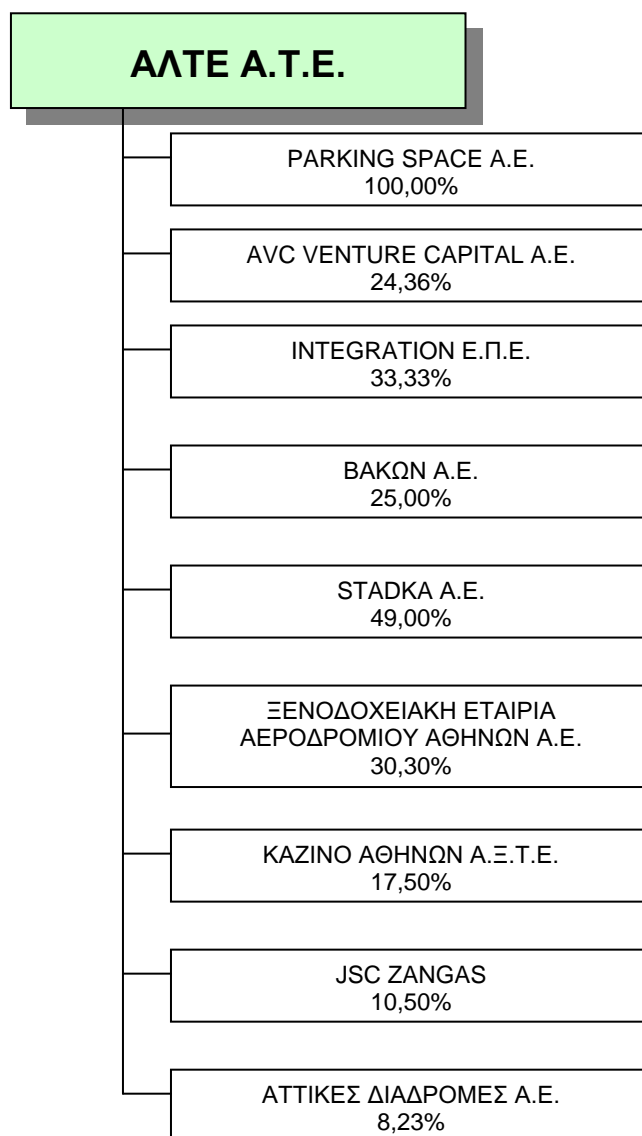 ΑΛΤΕ Α.Τ.Ε.
PARKING SPACE A.E.
100,00%
AVC VENTURE CAPITAL A.E.
24,36%
INTEGRATION Ε.Π.Ε.
33,33%
ΒΑΚΩΝ Α.Ε.
25,00%
STADKA A.E.
49,00%
ΞΕΝΟΔΟΧΕΙΑΚΗ ΕΤΑΙΡΙΑ
ΑΕΡΟΔΡΟΜΙΟΥ ΑΘΗΝΩΝ Α.Ε.
30,30%
ΚΑΖΙΝΟ ΑΘΗΝΩΝ Α.Ξ.Τ.Ε.
17,50%
JSC ZANGAS
10,50%
ΑΤΤΙΚΕΣ ΔΙΑΔΡΟΜΕΣ Α.Ε.
8,23%